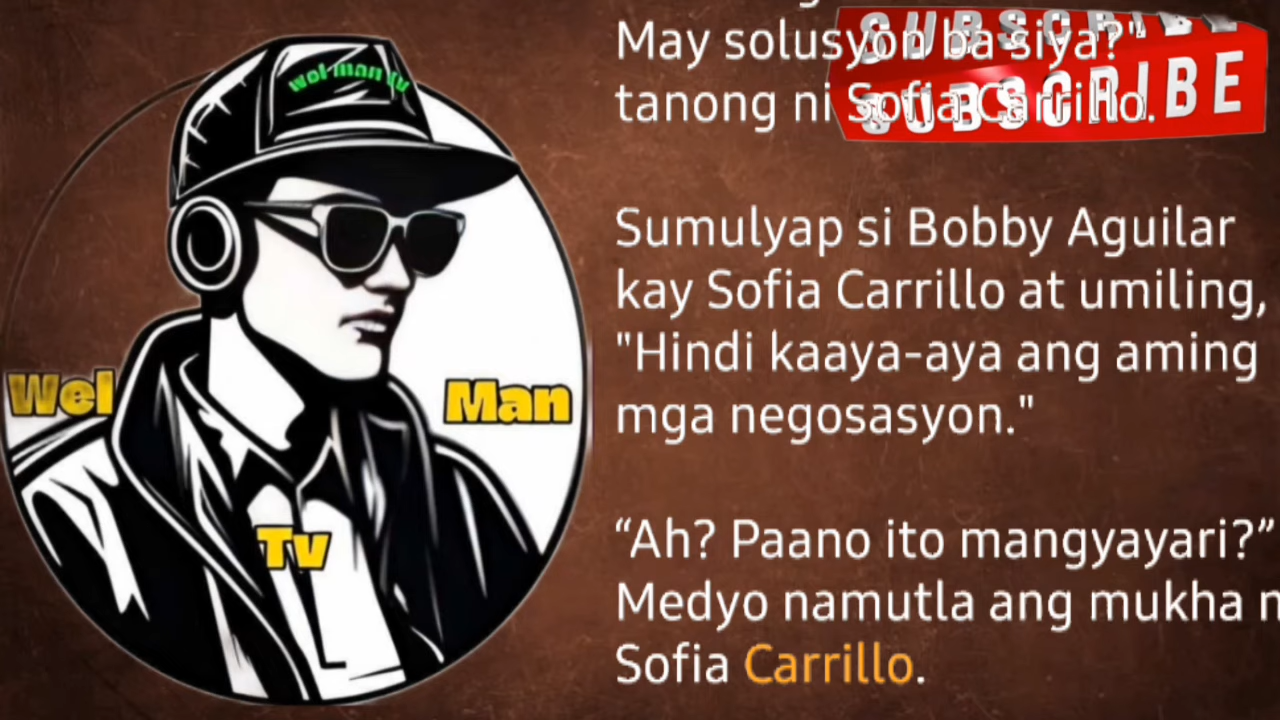 wel man tv
Wel
Man
Tv
SUBSCRIBE
SUBSCRIBE
May solusyon ba siya?"
tanong ni Sofia Carrillo.
Sumulyap si Bobby Aguilar
kay Sofia Carrillo at umiling,
"Hindi kaaya-aya ang aming
mga negosasyon."
“Ah? Paano ito mangyayari?”
Medyo namutla ang mukha n
Sofia Carrillo.